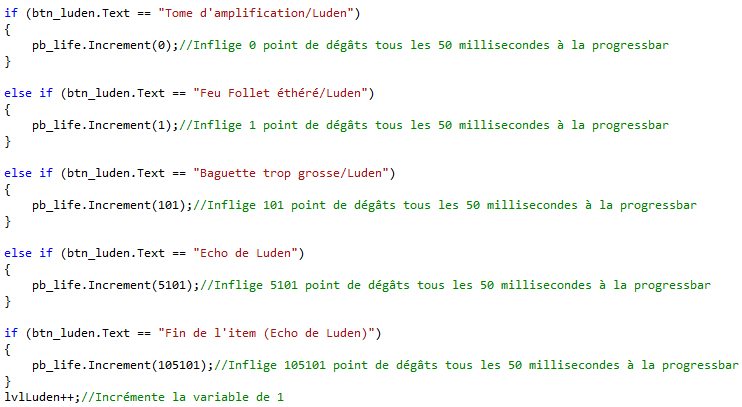 if (btn_luden.Text == "Tome d'amplification/Luden")
{
    pb_life.Increment(0);//Inflige 0 point de dégâts tous les 50 millisecondes à la progressbar
}

else if (btn_luden.Text == "Feu Follet éthéré/Luden")
{
    pb_life.Increment(1);//Inflige 1 point de dégâts tous les 50 millisecondes à la progressbar
}

else if (btn_luden.Text == "Baguette trop grosse/Luden")
{
    pb_life.Increment(101);//Inflige 101 point de dégâts tous les 50 millisecondes à la progressbar
}

else if (btn_luden.Text == "Echo de Luden")
{
    pb_life.Increment(5101);//Inflige 5101 point de dégâts tous les 50 millisecondes à la progressbar
}

if (btn_luden.Text == "Fin de l'item (Echo de Luden)")
{
    pb_life.Increment(105101);//Inflige 105101 point de dégâts tous les 50 millisecondes à la progressbar
}
lvlLuden++;//Incrémente la variable de 1